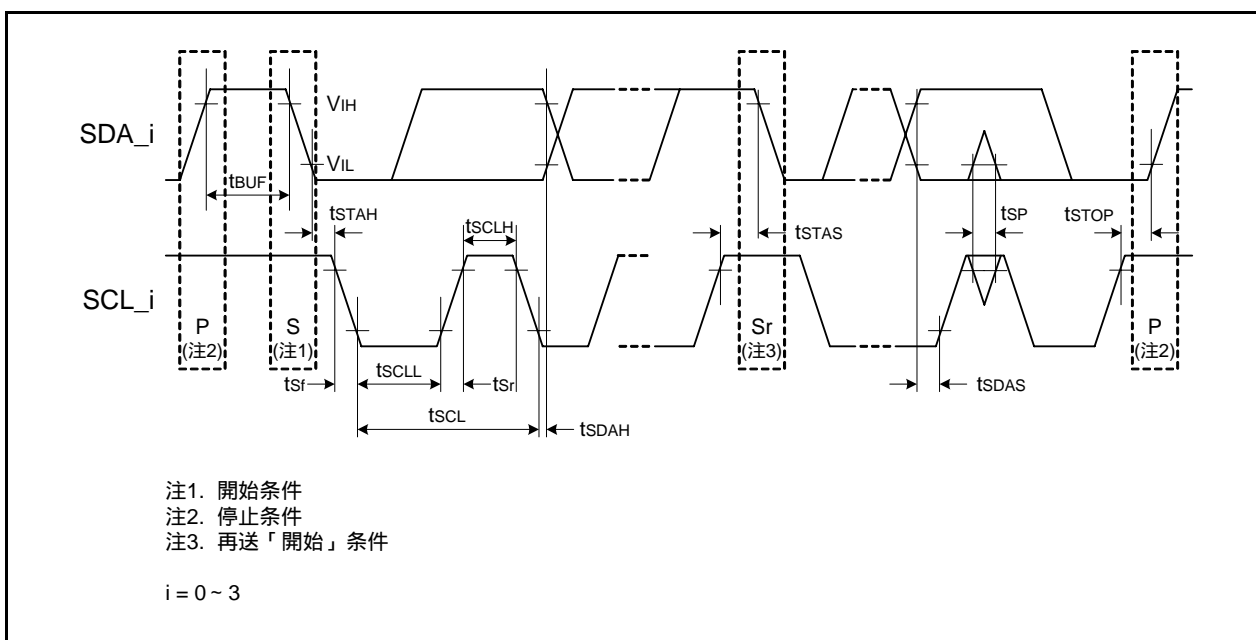 SDA_i
VIH
VIL
tBUF
tSTAH
tSCLH
tSTAS
tSP
tSTOP
SCL_i
P
(注2)
S
(注1)
Sr
(注3)
P
(注2)
tSf
tSCLL
tSr
tSDAS
tSCL
tSDAH
注1. 開始条件
注2. 停止条件
注3. 再送「開始」条件
i = 0 ~ 3